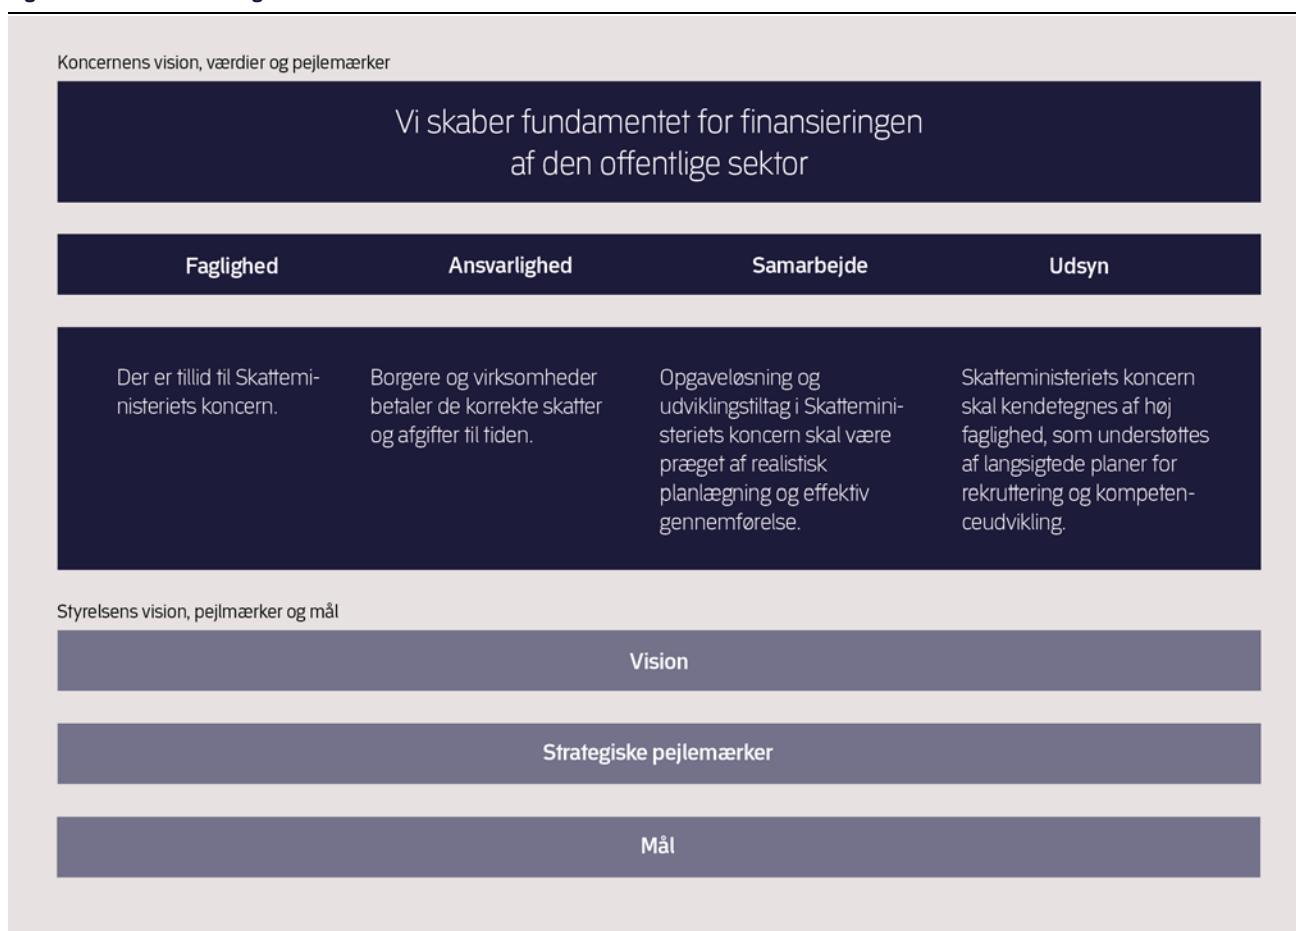 Koncernens vision, værdier og pejlemærker
Vi skaber fundamentet for finansieringen
af den offentlige sektor
Faglighed
Ansvarlighed
Samarbejde
Udsyn
Der er tillid til Skattemi-
nisteriets koncern.
Borgere og virksomheder
betaler de korrekte skatter
og afgifter til tiden.
Opgaveløsning og
udviklingstiltag i Skattemini-
steriets koncern skal være
præget af realistisk
planlægning og effektiv
gennemførelse.
Skatteministeriets koncern
skal kendetegnes af høj
faglighed, som understøttes
af langsigtede planer for
rekruttering og kompeten-
ceudvikling.
Styrelsens vision, pejlmærker og mål
Vision
Strategiske pejlemærker
Mål